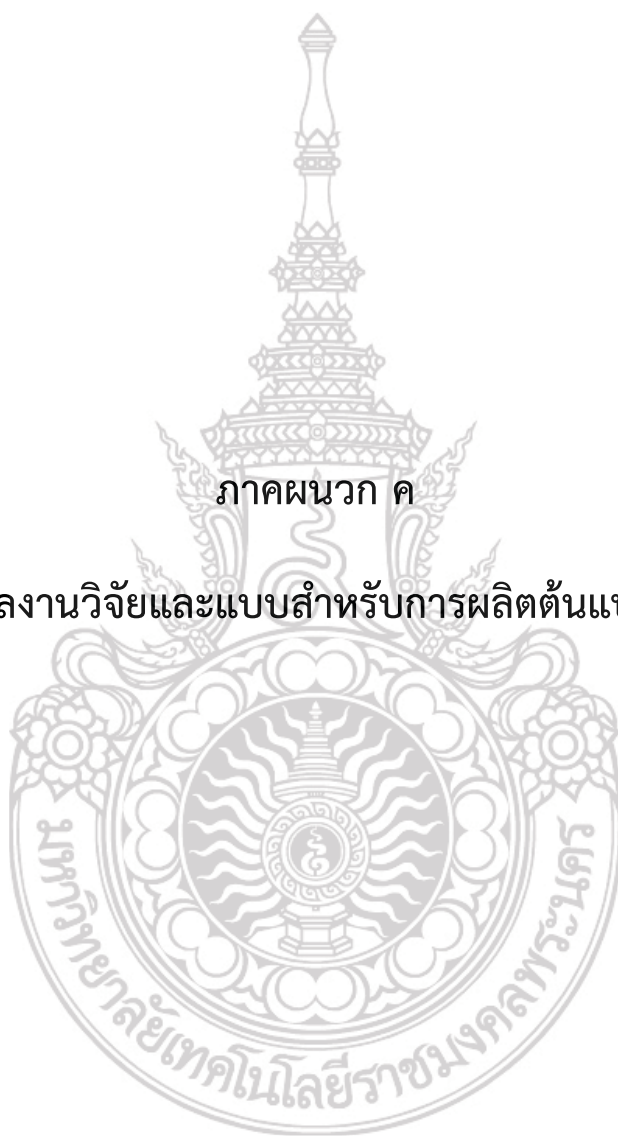 ภาคผนวก ค
ลงานวิจัยและแบบสำหรับการผลิตต้นแบ
มหาวิทยาลัยเทคโนโลยีราชมงคลพระนคร